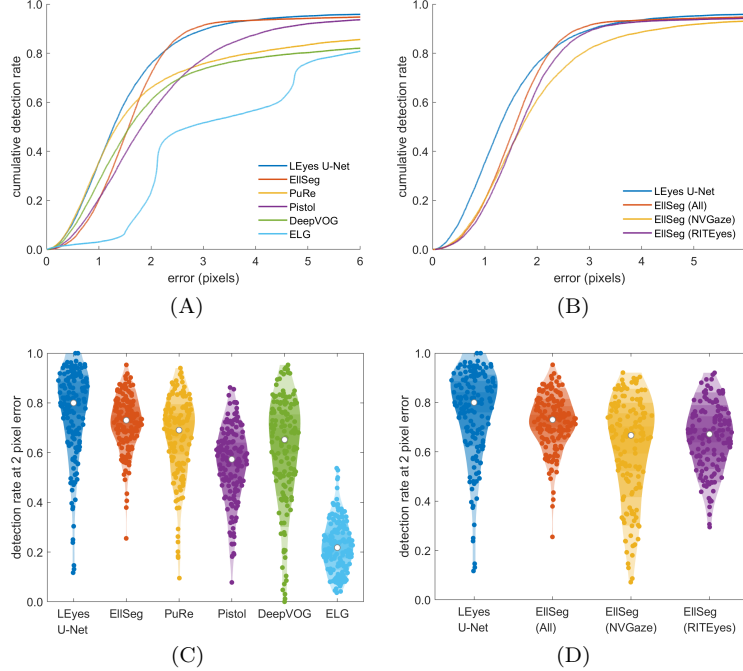 1.0
0.8
0.6
0.4
0.2
0.0
cumulative detection rate
LEyes U-Net
EllSeg
PuRe
Pistol
DeepVOG
ELG
0 1 2 3 4 5 6
error (pixels)
(A)
1.0
0.8
0.6
0.4
0.2
0.0
cumulative detection rate
LEyes U-Net
EllSeg (All)
EllSeg (NVGaze)
EllSeg (RITEyes)
0 1 2 3 4 5
error (pixels)
(B)
1.0
0.8
0.6
0.4
0.2
0.0
detection rate at 2 pixel error
LEyes EllSeg PuRe Pistol DeepVOG ELG
U-Net
(C)
1.0
0.8
0.6
0.4
0.2
0.0
detection rate at 2 pixel error
LEyes EllSeg EllSeg EllSeg
U-Net (All) (NVGaze) (RITEyes)
(D)